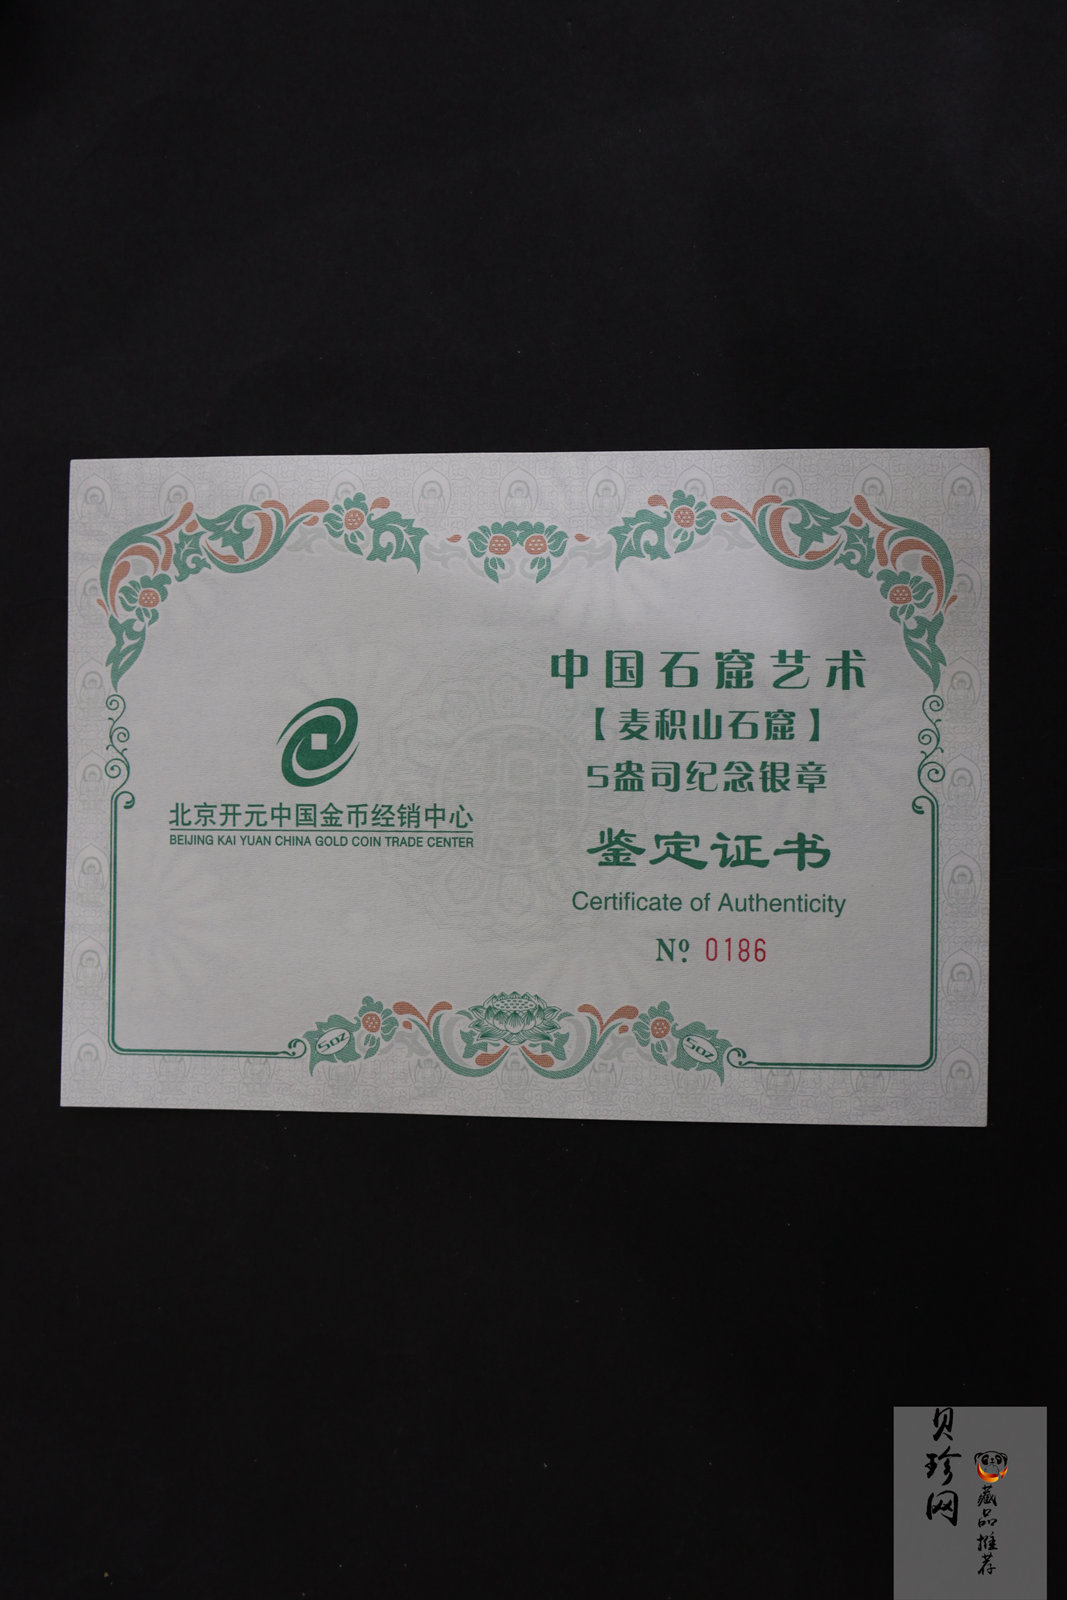 中国石窟艺术
【麦积山石窟】
5盎司纪念银章
鉴定证书
Certificate of Authenticity
Nº. 0186
北京开元中国金币经销中心
BEIJING KAI YUAN CHINA GOLD COIN TRADE CENTER
5OZ
5OZ
贝珍网
藏品推荐